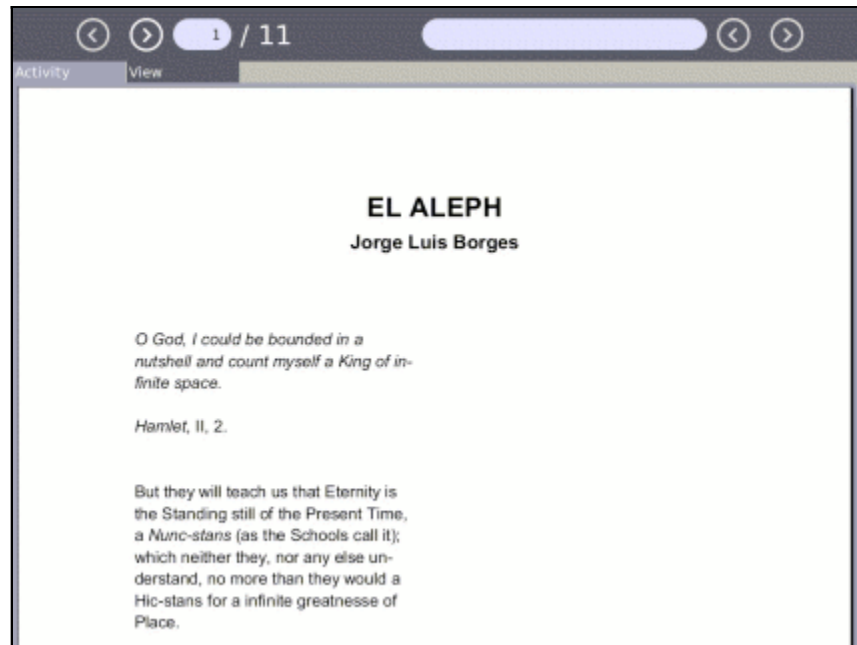 1 / 11
Activity View
EL ALEPH
Jorge Luis Borges
O God, I could be bounded in a
nutshell and count myself a King of in-
finite space.
Hamlet, II, 2.
But they will teach us that Eternity is
the Standing still of the Present Time,
a Nunc-stans (as the Schools call it);
which neither they, nor any else un-
derstand, no more than they would a
Hic-stans for a infinite greatnesse of
Place.